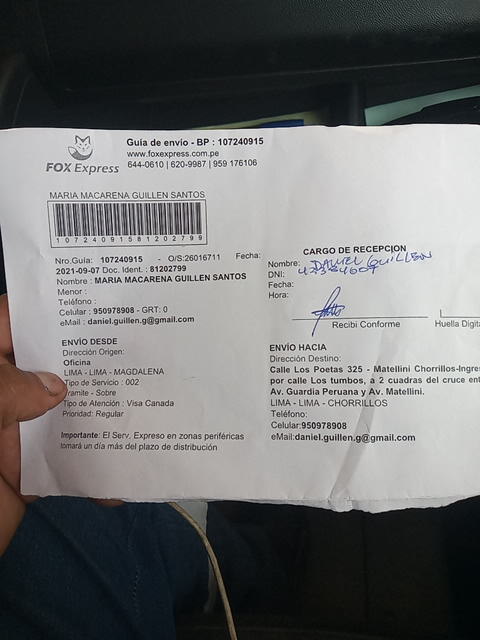 FOX Express
Guía de envío - BP : 107240915
www.foxexpress.com.pe
644-0610 | 620-9987 | 959 176106
MARIA MACARENA GUILLEN SANTOS
10724091581202799
Nro.Guía: 107240915 - O/S:26016711 Fecha:
2021-09-07 Doc. Ident.: 81202799
Nombre : MARIA MACARENA GUILLEN SANTOS
Menor :
Teléfono :
Celular : 950978908 - GRT: 0
eMail : daniel.guillen.g@gmail.com
ENVÍO DESDE
Dirección Origen:
Oficina
LIMA - LIMA - MAGDALENA
Tipo de Servicio : 002
Tramite - Sobre
Tipo de Atención : Visa Canada
Prioridad: Regular
Importante: El Serv. Expreso en zonas periféricas
tomará un día más del plazo de distribución
CARGO DE RECEPCION
Nombre: DANIEL GUILLEN
DNI:
Fecha:
Hora:
Recibi Conforme
Huella Digita
ENVÍO HACIA
Dirección Destino:
Calle Los Poetas 325 - Matellini Chorrillos-Ingres
por calle Los tumbos, a 2 cuadras del cruce ent
Av. Guardia Peruana y Av. Matellini.
LIMA - LIMA - CHORRILLOS
Teléfono:
Celular:950978908
eMail:daniel.guillen.g@gmail.com